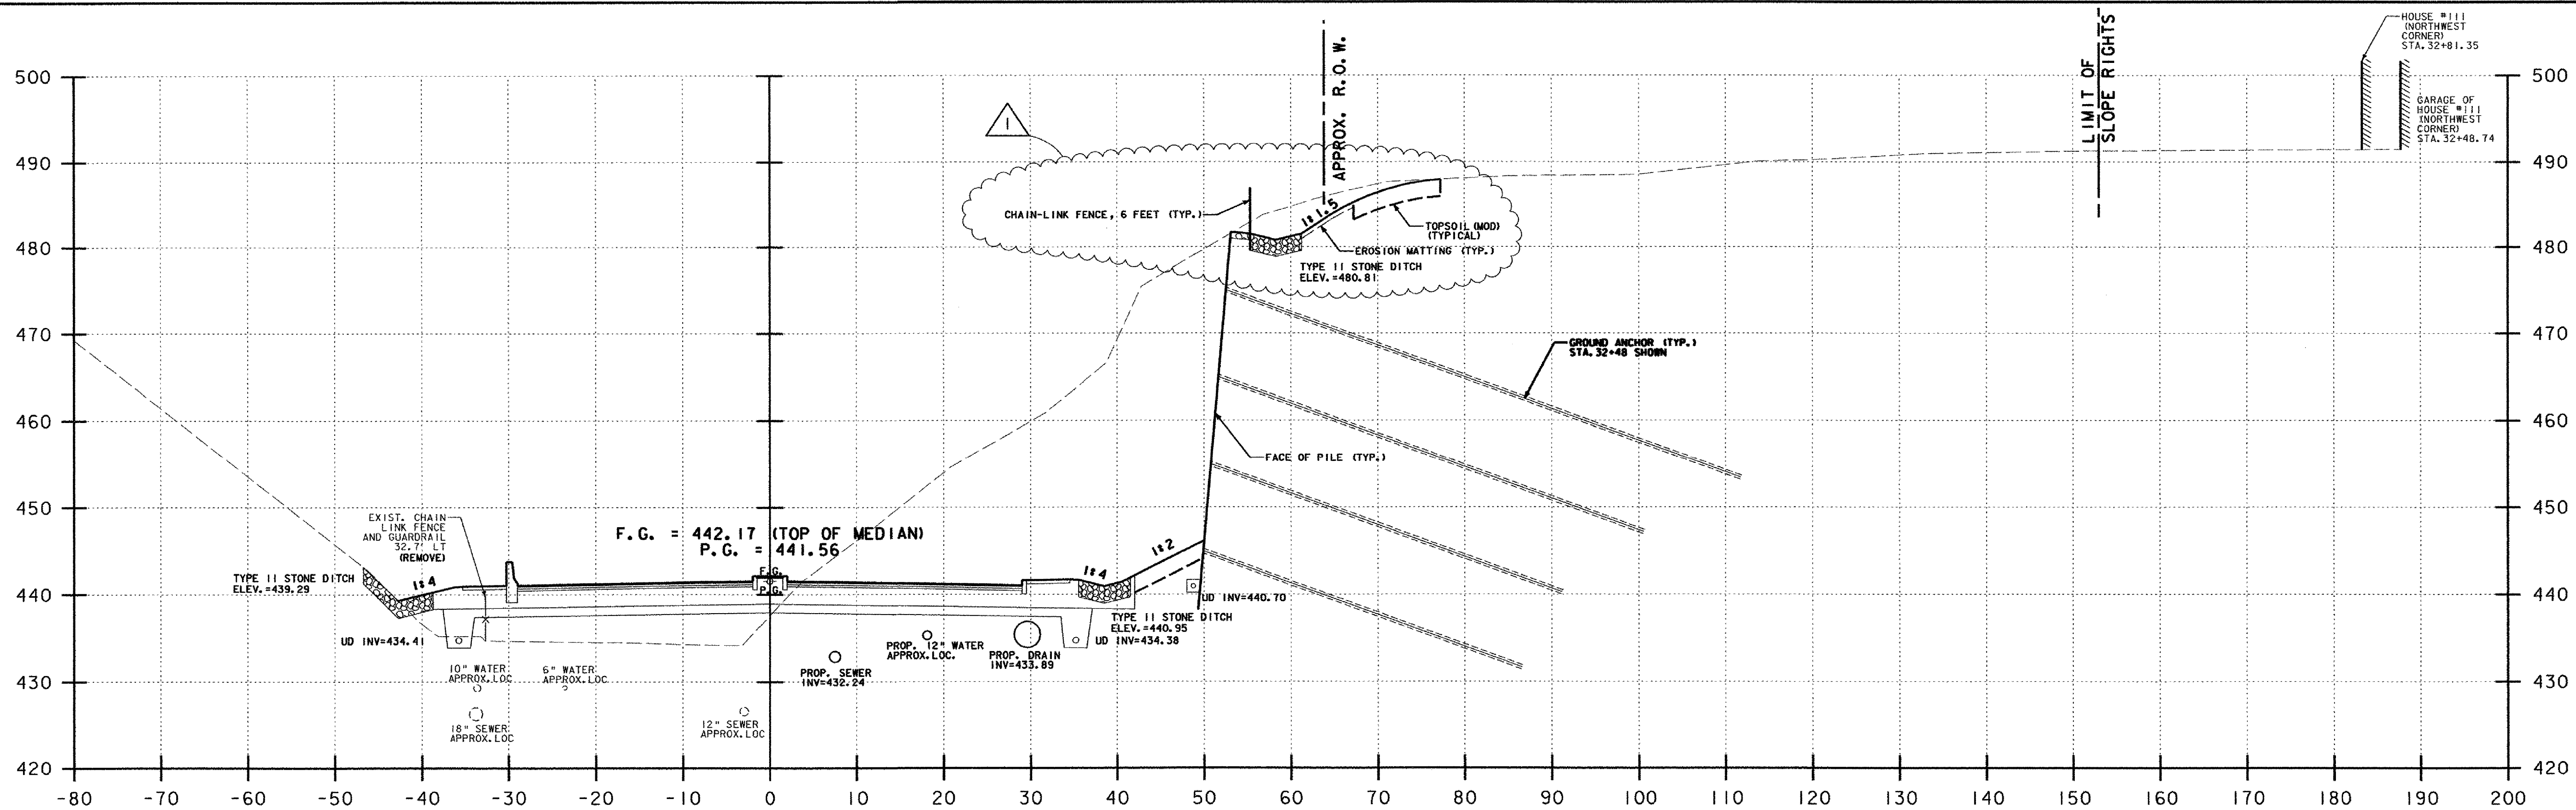 HOUSE #111
(NORTHWEST
CORNER)
STA.32+81.35
APPROX. R.O.W.
LIMIT OF
SLOPE RIGHTS
500
500
GARAGE OF
HOUSE #111
(NORTHWEST
CORNER)
STA.32+48.74
1
490
490
CHAIN-LINK FENCE, 6 FEET (TYP.)
1:1.5
TOPSOIL (MOD)
(TYPICAL)
EROSION MATTING (TYP.)
480
480
TYPE II STONE DITCH
ELEV.=480.81
470
470
GROUND ANCHOR (TYP.)
STA.32+48 SHOWN
460
460
FACE OF PILE (TYP.)
450
450
EXIST. CHAIN
LINK FENCE
AND GUARDRAIL
32.7' LT
(REMOVE)
F.G. = 442.17 (TOP OF MEDIAN)
P.G. = 441.56
1:2
TYPE II STONE DITCH
ELEV.=439.29
1:4
F.G.
P.G.
1:4
440
440
UD INV=440.70
TYPE II STONE DITCH
ELEV.=440.95
UD INV=434.41
UD INV=434.38
PROP. 12" WATER
APPROX.LOC.
PROP. DRAIN
INV=433.89
PROP. SEWER
INV=432.24
10" WATER
APPROX.LOC
6" WATER
APPROX.LOC
430
430
18" SEWER
APPROX.LOC
12" SEWER
APPROX.LOC
420
420
-80 -70 -60 -50 -40 -30 -20 -10 0 10 20 30 40 50 60 70 80 90 100 110 120 130 140 150 160 170 180 190 200